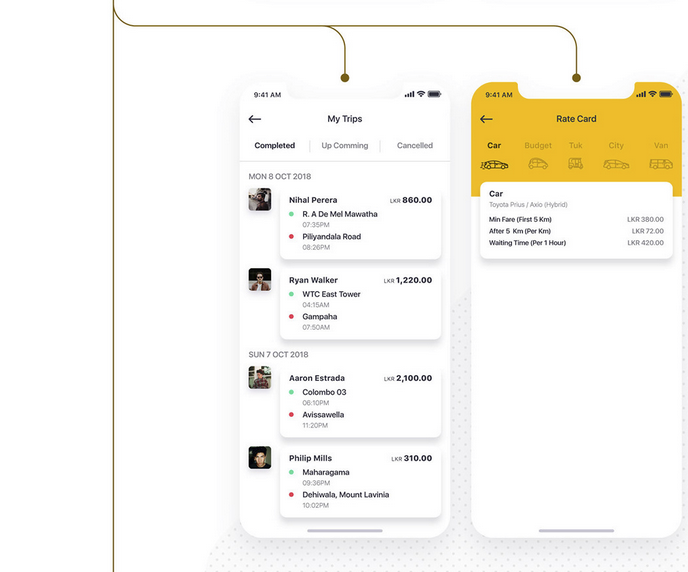 9:41 AM
My Trips
Completed
Up Comming
Cancelled
MON 8 OCT 2018
Nihal Perera
LKR 860.00
R. A De Mel Mawatha
07:35PM
Piliyandala Road
08:26PM
Ryan Walker
LKR 1,220.00
WTC East Tower
04:15AM
Gampaha
07:50AM
SUN 7 OCT 2018
Aaron Estrada
LKR 2,100.00
Colombo 03
06:10PM
Avissawella
11:20PM
Philip Mills
LKR 310.00
Maharagama
09:36PM
Dehiwala, Mount Lavinia
10:02PM
9:41 AM
Rate Card
Car
Budget
Tuk
City
Van
Car
Toyota Prius / Axio (Hybrid)
Min Fare (First 5 Km) LKR 380.00
After 5 Km (Per Km) LKR 72.00
Waiting Time (Per 1 Hour) LKR 420.00